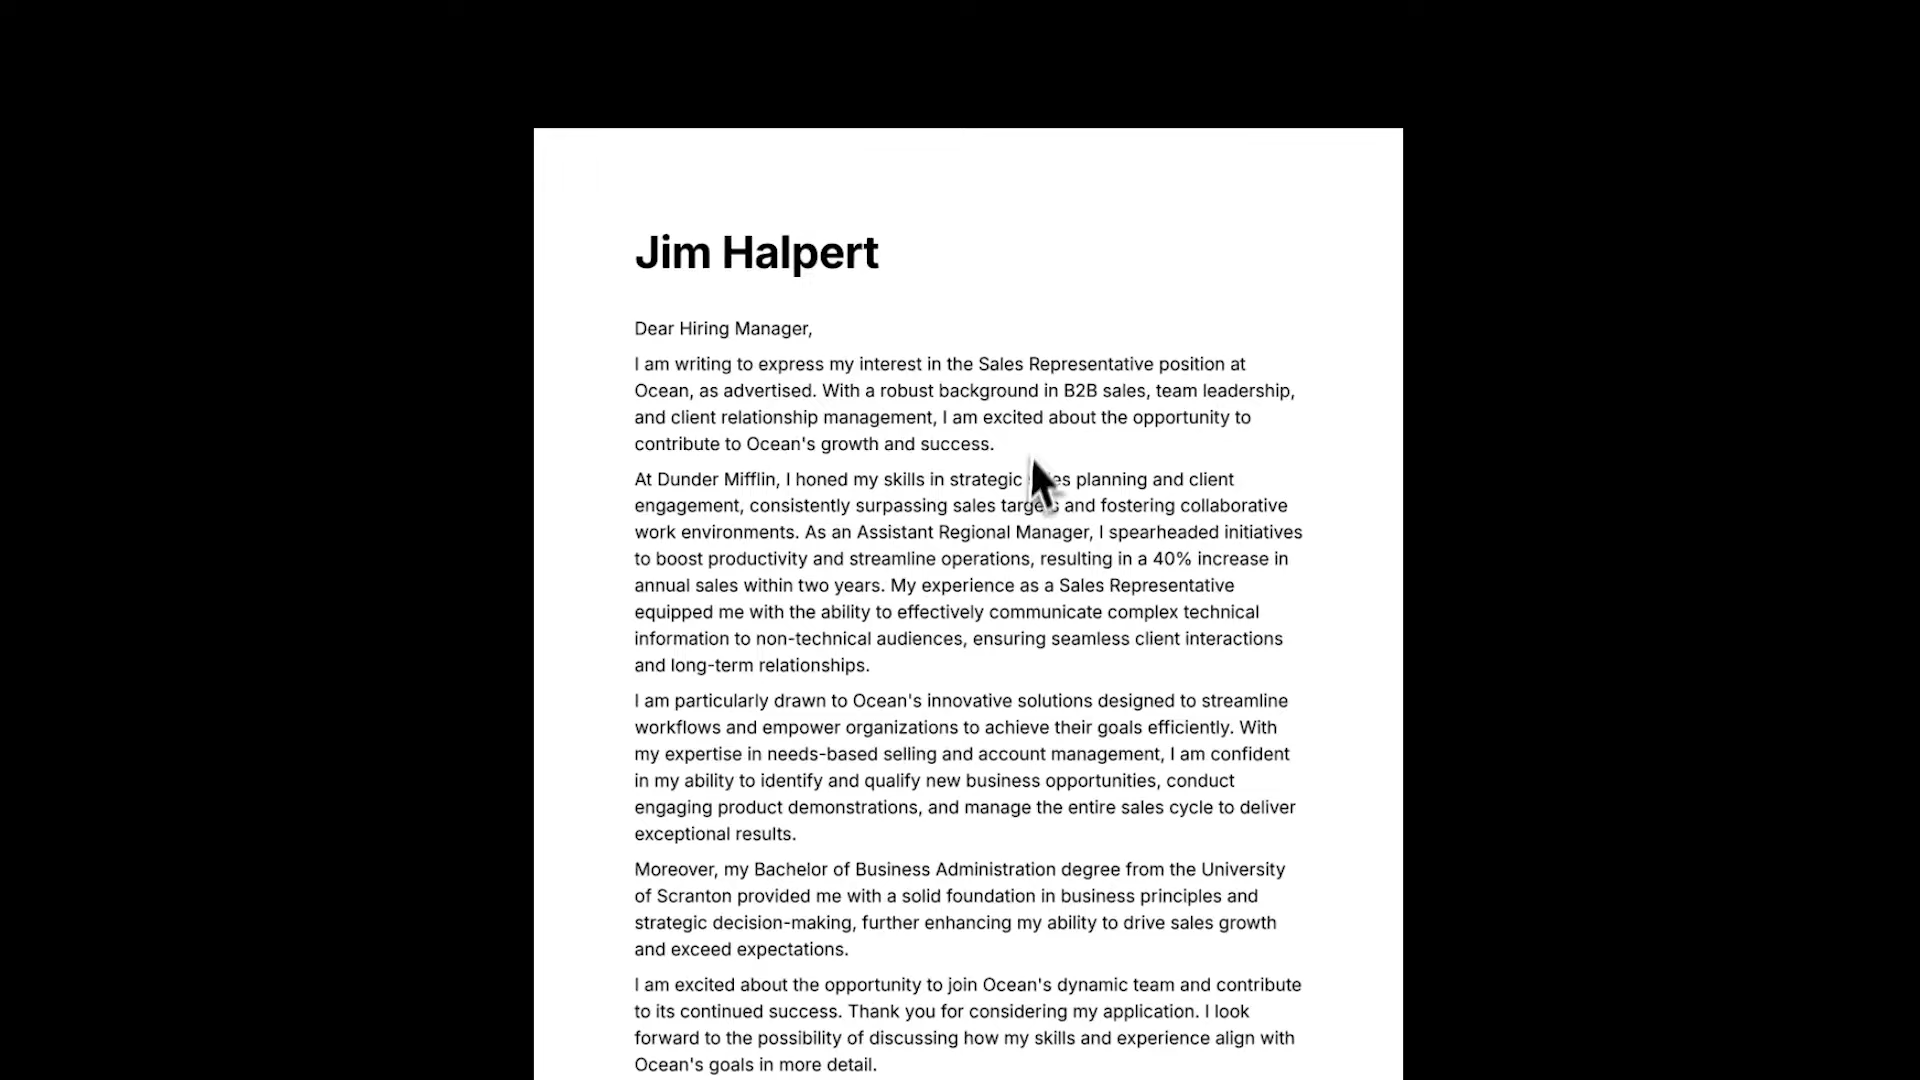 Jim Halpert
Dear Hiring Manager,
I am writing to express my interest in the Sales Representative position at
Ocean, as advertised. With a robust background in B2B sales, team leadership,
and client relationship management, I am excited about the opportunity to
contribute to Ocean's growth and success.
At Dunder Mifflin, I honed my skills in strategic planning and client
engagement, consistently surpassing sales targets and fostering collaborative
work environments. As an Assistant Regional Manager, I spearheaded initiatives
to boost productivity and streamline operations, resulting in a 40% increase in
annual sales within two years. My experience as a Sales Representative
equipped me with the ability to effectively communicate complex technical
information to non-technical audiences, ensuring seamless client interactions
and long-term relationships.
I am particularly drawn to Ocean's innovative solutions designed to streamline
workflows and empower organizations to achieve their goals efficiently. With
my expertise in needs-based selling and account management, I am confident
in my ability to identify and qualify new business opportunities, conduct
engaging product demonstrations, and manage the entire sales cycle to deliver
exceptional results.
Moreover, my Bachelor of Business Administration degree from the University
of Scranton provided me with a solid foundation in business principles and
strategic decision-making, further enhancing my ability to drive sales growth
and exceed expectations.
I am excited about the opportunity to join Ocean's dynamic team and contribute
to its continued success. Thank you for considering my application. I look
forward to the possibility of discussing how my skills and experience align with
Ocean's goals in more detail.